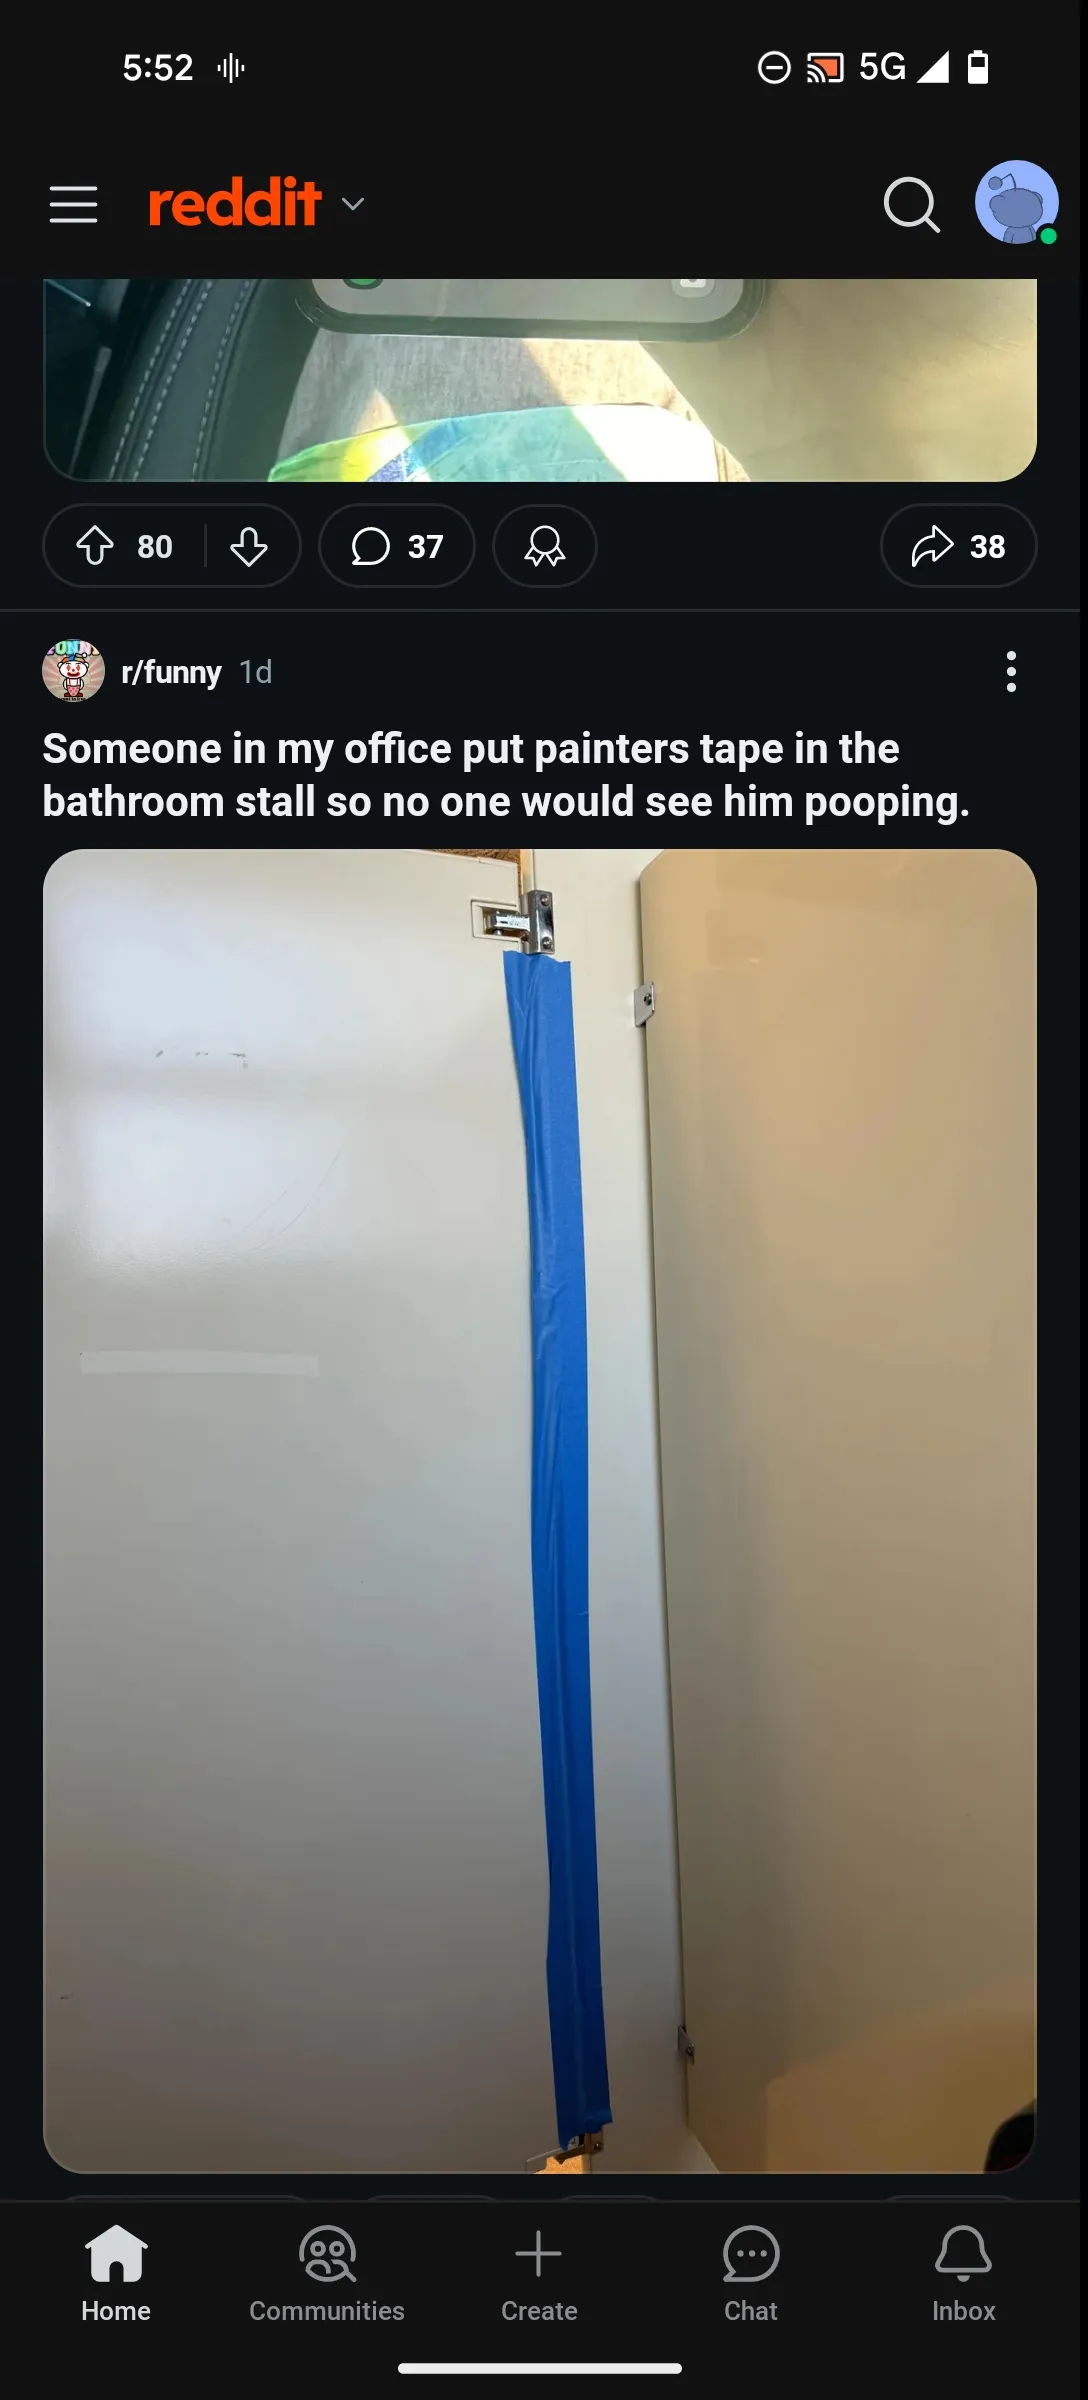 5:52
5G
reddit
80
37
38
r/funny 1d
Someone in my office put painters tape in the
bathroom stall so no one would see him pooping.
Home
Communities
Create
Chat
Inbox